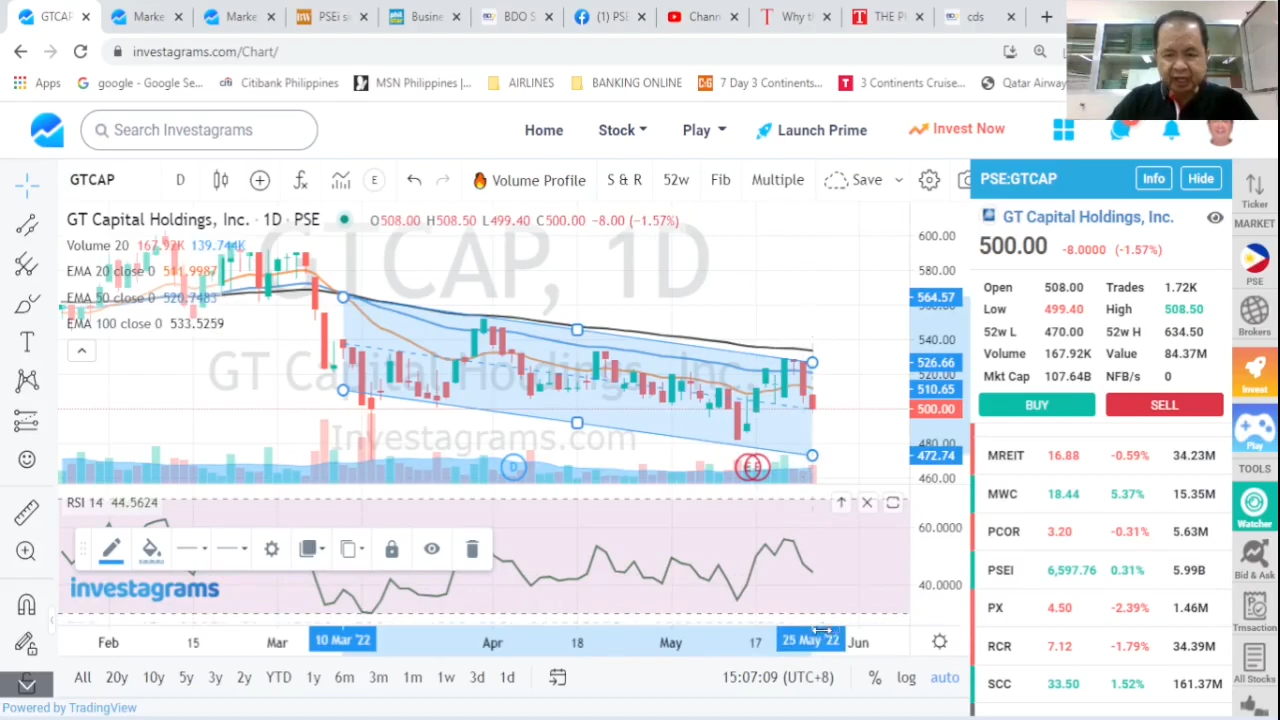 GTCAP
Marke
Marke
PSEi s
Busine
BDO S
(1) PSE
Chann
Why ti
THE P
cds
investagrams.com/Chart/
Apps
google - Google Se...
Citibank Philippines
MSN Philippines |...
AIRLINES
BANKING ONLINE
7 Day 3 Continents...
3 Continents Cruise...
Qatar Airway
Search Investagrams
Home
Stock
Play
Launch Prime
Invest Now
GTCAP
D
E
Volume Profile
S & R
52w
Fib
Multiple
Save
PSE:GTCAP
Info
Hide
Ticker
MARKET
GT Capital Holdings, Inc. · 1D · PSE
O508.00 H508.50 L499.40 C500.00 -8.00 (-1.57%)
Volume 20 167.92K 139.744K
EMA 20 close 0 511.9987
EMA 50 close 0 520.7483
EMA 100 close 0 533.5259
GTCAP, 1D
GT Capital Holdings, Inc.
Investagrams.com
600.00
580.00
564.57
540.00
526.66
520.00
510.65
500.00
480.00
472.74
460.00
D
E
E
GT Capital Holdings, Inc.
500.00 -8.0000 (-1.57%)
Open 508.00 Trades 1.72K
Low 499.40 High 508.50
52w L 470.00 52w H 634.50
Volume 167.92K Value 84.37M
Mkt Cap 107.64B NFB/s 0
BUY
SELL
MREIT 16.88 -0.59% 34.23M
MWC 18.44 5.37% 15.35M
PCOR 3.20 -0.31% 5.63M
PSEI 6,597.76 0.31% 5.99B
PX 4.50 -2.39% 1.46M
RCR 7.12 -1.79% 34.39M
SCC 33.50 1.52% 161.37M
PSE
Brokers
Invest
Play
TOOLS
Watcher
Bid & Ask
Trnsaction
All Stocks
RSI 14 44.5624
60.0000
40.0000
investagrams
Feb
15
Mar
10 Mar '22
Apr
18
May
17
25 May '22
Jun
All
20y
10y
5y
3y
2y
YTD
1y
6m
3m
1m
1w
3d
1d
15:07:09 (UTC+8)
%
log
auto
Powered by TradingView